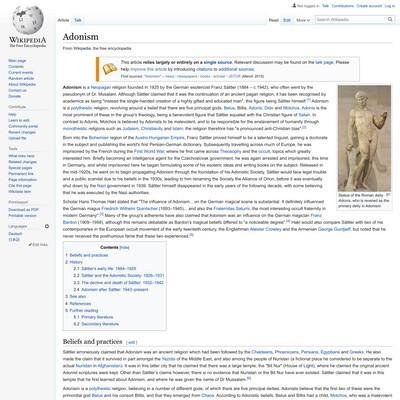 Not logged in Talk Contributions Create account Log in
Article Talk
Read Edit More
Search Wikipedia
WIKIPEDIA
The Free Encyclopedia
Main page
Contents
Current events
Random article
About Wikipedia
Contact us
Donate
Contribute
Help
Community portal
Recent changes
Upload file
Tools
What links here
Related changes
Special pages
Permanent link
Page information
Cite this page
Wikidata item
Print/export
Download as PDF
Printable version
Languages
Edit links
Adonism
From Wikipedia, the free encyclopedia
This article relies largely or entirely on a single source. Relevant discussion may be found on the talk page. Please
help improve this article by introducing citations to additional sources.
Find sources: "Adonism" – news · newspapers · books · scholar · JSTOR (March 2010)
Adonism is a Neopagan religion founded in 1925 by the German esotericist Franz Sättler (1884 – c.1942), who often went by the
pseudonym of Dr. Musallam. Although Sättler claimed that it was the continuation of an ancient pagan religion, it has been recognised by
academics as being "instead the single-handed creation of a highly gifted and educated man", this figure being Sättler himself.[1] Adonism
is a polytheistic religion, revolving around a belief that there are five principal gods: Belus, Biltis, Adonis, Dido and Molchos. Adonis is the
most prominent of these in the group's theology, being a benevolent figure that Sättler equated with the Christian figure of Satan. In
contrast to Adonis, Molchos is believed by Adonists to be malevolent, and to be responsible for the enslavement of humanity through
monotheistic religions such as Judaism, Christianity and Islam: the religion therefore has "a pronounced anti-Christian bias".[2]
Born into the Bohemian region of the Austro-Hungarian Empire, Franz Sättler proved himself to be a talented linguist, gaining a doctorate
in the subject and publishing the world's first Persian-German dictionary. Subsequently travelling across much of Europe, he was
imprisoned by the French during the First World War, where he first came across Theosophy and the occult, topics which greatly
interested him. Briefly becoming an intelligence agent for the Czechoslovak government, he was again arrested and imprisoned, this time
in Germany, and whilst imprisoned here he began formulating some of his esoteric ideas and writing books on the subject. Released in
the mid-1920s, he went on to begin propagating Adonism through the foundation of his Adonistic Society. Sättler would face legal trouble
and a public scandal due to his beliefs in the 1930s, leading to him renaming the Society the Alliance of Orion, before it was eventually
shut down by the Nazi government in 1939. Sättler himself disappeared in the early years of the following decade, with some believing
that he was executed by the Nazi authorities.
Scholar Hans Thomas Hakl stated that "The influence of Adonism... on the German magical scene is substantial. It definitely influenced
the German magus Friedrich Wilhelm Quintscher (1893–1945)... and also the Fraternitas Saturni, the most interesting occult fraternity in
modern Germany".[3] Many of the group's adherents have also claimed that Adonism was an influence on the German magician Franz
Bardon (1909–1958), although this remains debatable as Bardon's magical beliefs differed to "a noticeable degree".[4] Hakl would also compare Sättler with two of his
contemporaries in the European occult movement of the early twentieth century, the Englishman Aleister Crowley and the Armenian George Gurdjieff, but noted that he
never received the posthumous fame that these two experienced.[5]
Statue of the Roman deity
Adonis, who is revered as the
primary deity in Adonism.
Contents [hide]
1 Beliefs and practices
2 History
2.1 Sättler's early life: 1884–1925
2.2 Sättler and the Adonistic Society: 1926–1931
2.3 The decline and death of Sättler: 1932–1942
2.4 Adonism after Sättler: 1943–present
3 See also
4 References
5 Further reading
5.1 Primary literature
5.2 Secondary literature
Beliefs and practices [edit]
Sättler erroneously claimed that Adonism was an ancient religion which had been followed by the Chaldeans, Phoenicians, Persians, Egyptians and Greeks. He also
made the claim that it survived in part amongst the Yezidis of the Middle East, and also among the people of Nuristan (a fictional place he considered to be separate to the
actual Nuristan in Afghanistan). It was in this latter city that he claimed that there was a large temple, the "Bit Nur" (House of Light), where he claimed the original ancient
Adonist scriptures were kept. Other than Sättler's claims however, there is no evidence that Nuristan or the Bit Nur have ever existed. Sättler claimed that it was in this
temple that he first learned about Adonism, and where he was given the name of Dr Musallam.[6]
Adonism is a polytheistic religion, believing in a number of different gods, of which there are five principal deities. Adonists believe that the first two of these were the
primordial god Belus and his consort Biltis, and that they emerged from Chaos. According to Adonistic beliefs, Belus and Biltis had a child, Molchos, who was a malevolent